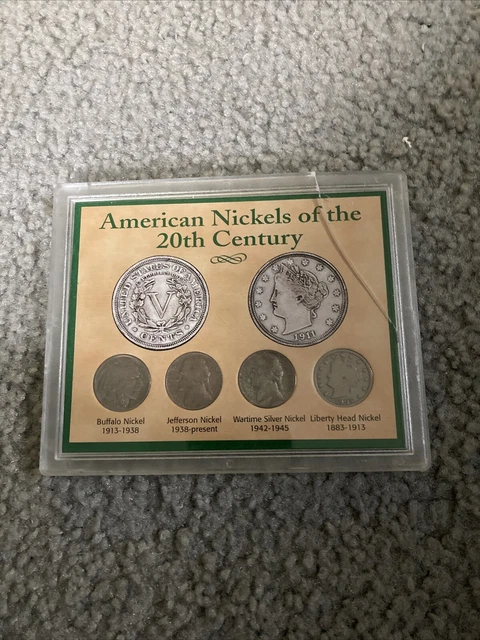 American Nickels of the
20th Century
UNITED STATES OF AMERICA
V
CENTS
1911
Buffalo Nickel
1913-1938
Jefferson Nickel
1938-present
Wartime Silver Nickel
1942-1945
Liberty Head Nickel
1883-1913